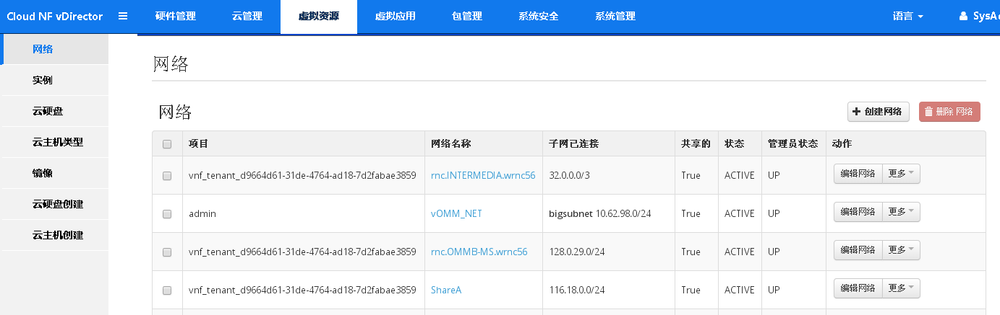 Cloud NF vDirector 硬件管理 云管理 虚拟资源 虚拟应用 包管理 系统安全 系统管理 语言
网络
实例
云硬盘
云主机类型
镜像
云硬盘创建
云主机创建
网络
网络 创建网络 删除 网络
项目 网络名称 子网已连接 共享的 状态 管理员状态 动作
vnf_tenant_d9664d61-31de-4764-ad18-7d2fabae3859 rnc.INTERMEDIA.wrnc56 32.0.0.0/3 True ACTIVE UP 编辑网络 更多
admin vOMM_NET bigsubnet 10.62.98.0/24 True ACTIVE UP 编辑网络 更多
vnf_tenant_d9664d61-31de-4764-ad18-7d2fabae3859 rnc.OMMB-MS.wrnc56 128.0.29.0/24 True ACTIVE UP 编辑网络 更多
vnf_tenant_d9664d61-31de-4764-ad18-7d2fabae3859 ShareA 116.18.0.0/24 True ACTIVE UP 编辑网络 更多